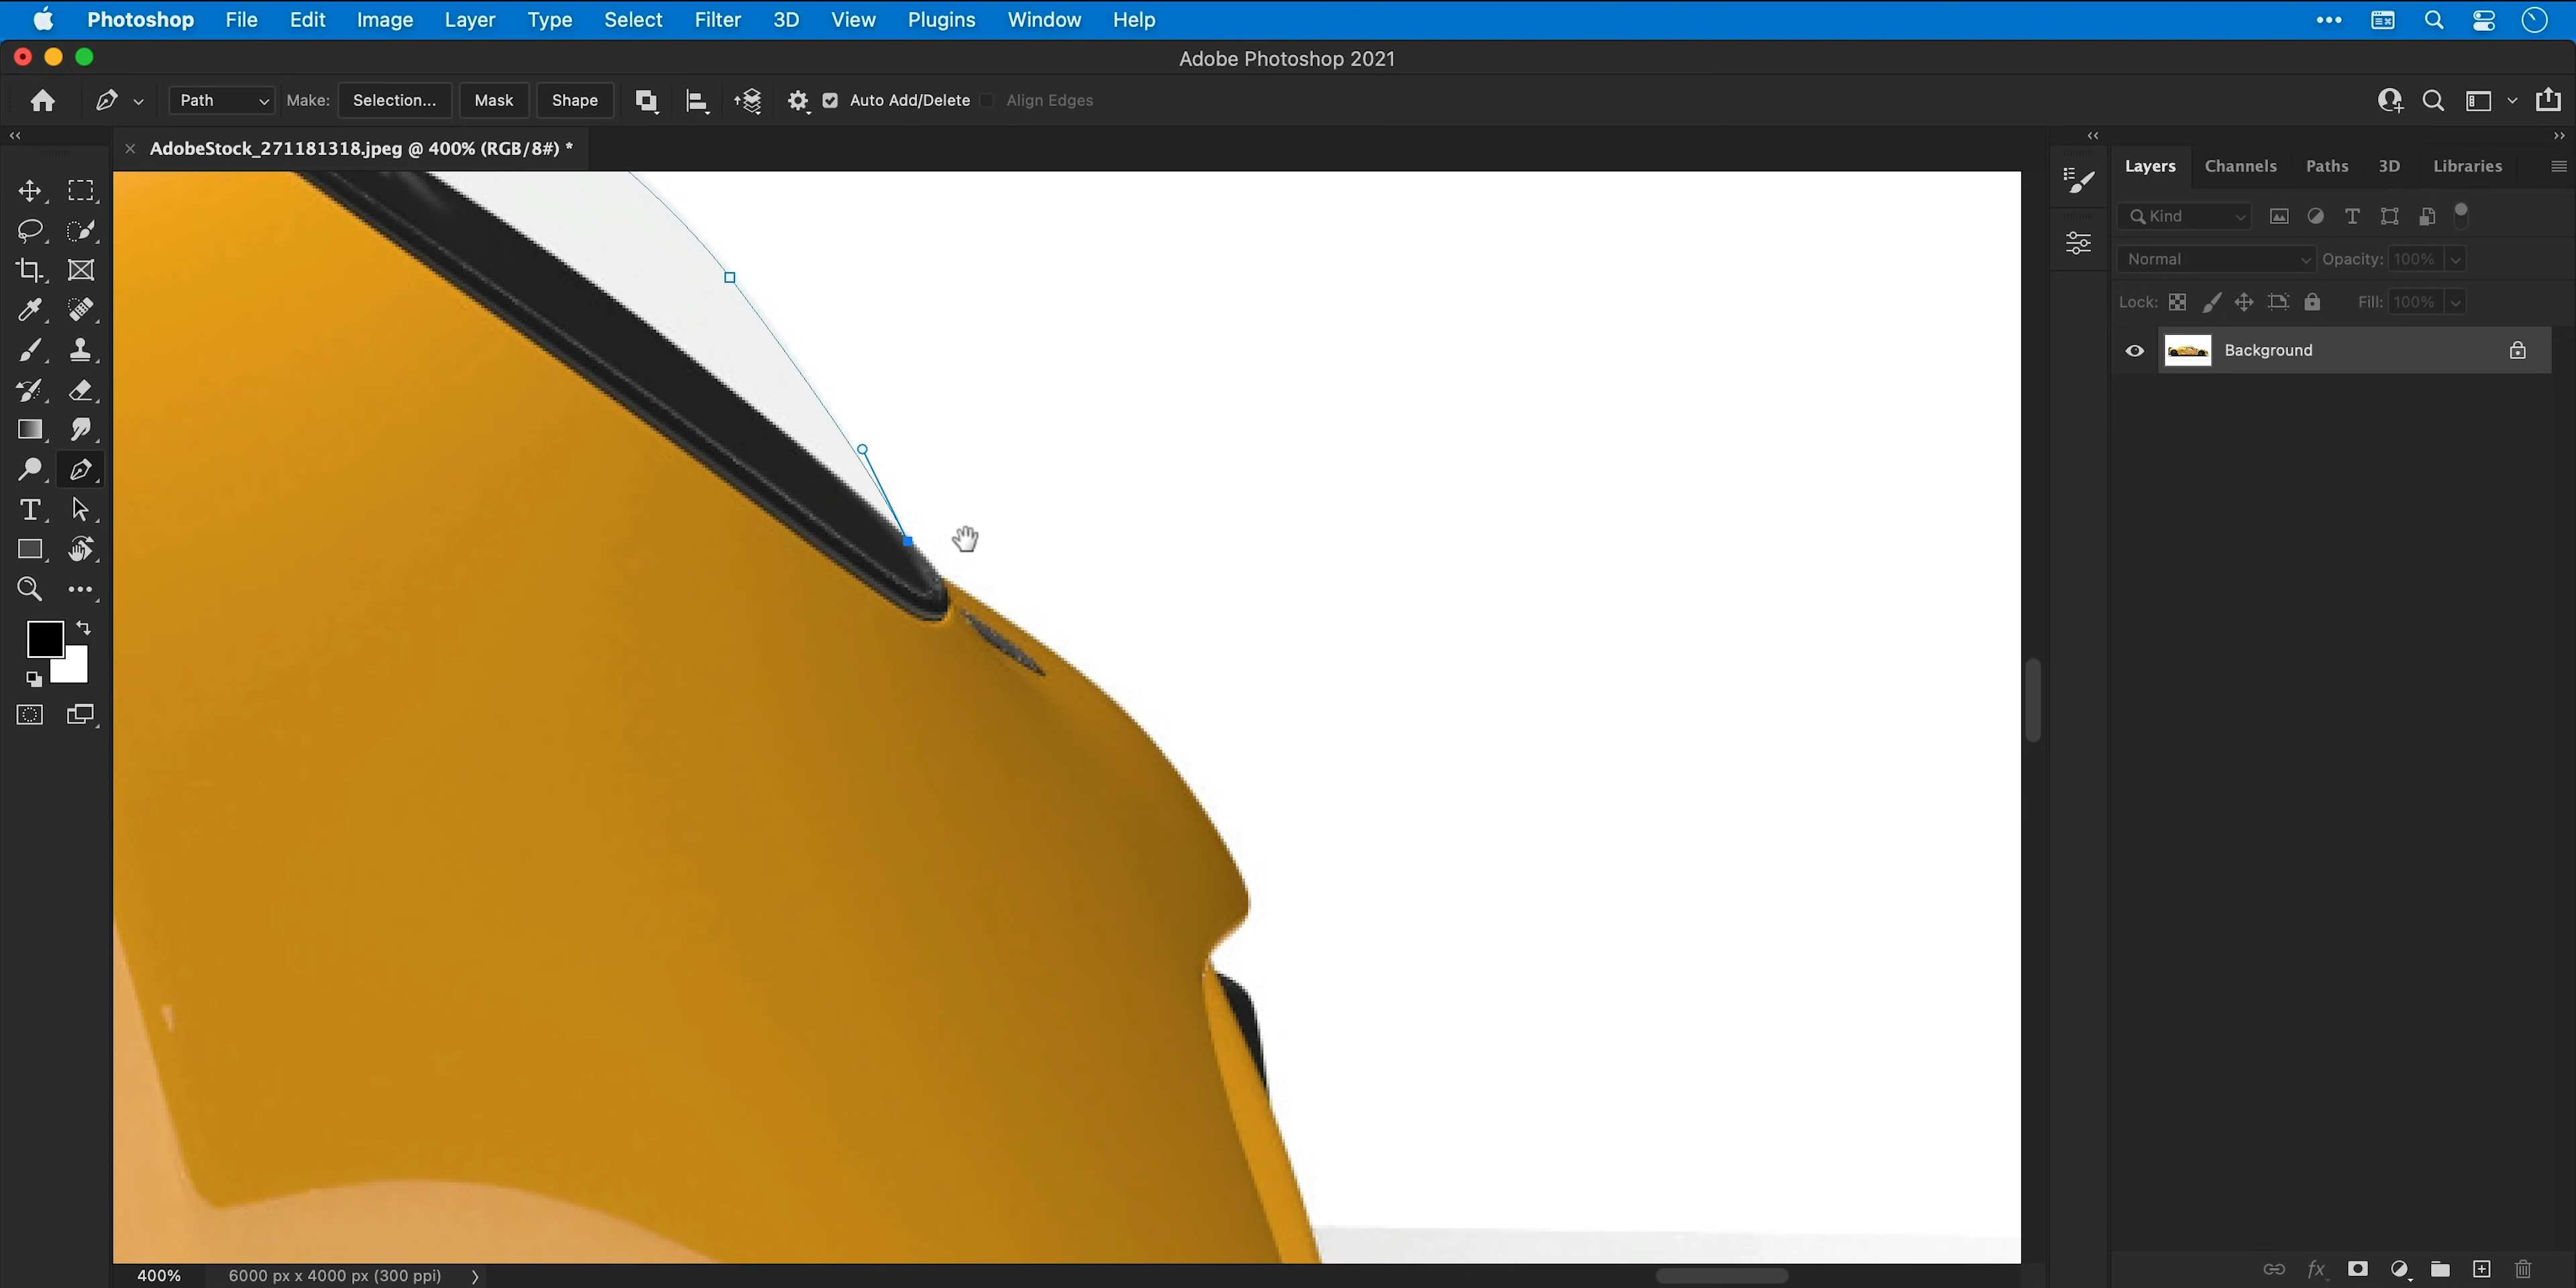 Photoshop File Edit Image Layer Type Select Filter 3D View Plugins Window Help
Adobe Photoshop 2021
Path Make: Selection... Mask Shape Auto Add/Delete Align Edges
AdobeStock_271181318.jpeg @ 400% (RGB/8#) *
Layers Channels Paths 3D Libraries
Kind
Normal Opacity: 100%
Lock: Fill: 100%
Background
400% 6000 px x 4000 px (300 ppi)